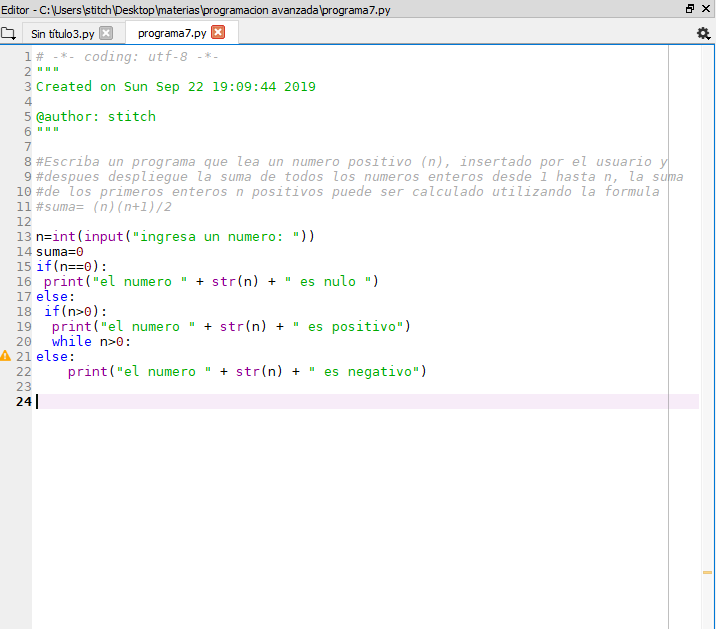 Editor - C:\Users\stitch\Desktop\materias\programacion avanzada\programa7.py
Sin título3.py programa7.py
1 # -*- coding: utf-8 -*-
2 """
3 Created on Sun Sep 22 19:09:44 2019
4
5 @author: stitch
6 """
7
8 #Escriba un programa que lea un numero positivo (n), insertado por el usuario y
9 #despues despliegue la suma de todos los numeros enteros desde 1 hasta n, la suma
10 #de los primeros enteros n positivos puede ser calculado utilizando la formula
11 #suma= (n)(n+1)/2
12
13 n=int(input("ingresa un numero: "))
14 suma=0
15 if(n==0):
16  print("el numero " + str(n) + " es nulo ")
17 else:
18  if(n>0):
19   print("el numero " + str(n) + " es positivo")
20   while n>0:
21 else:
22     print("el numero " + str(n) + " es negativo")
23
24